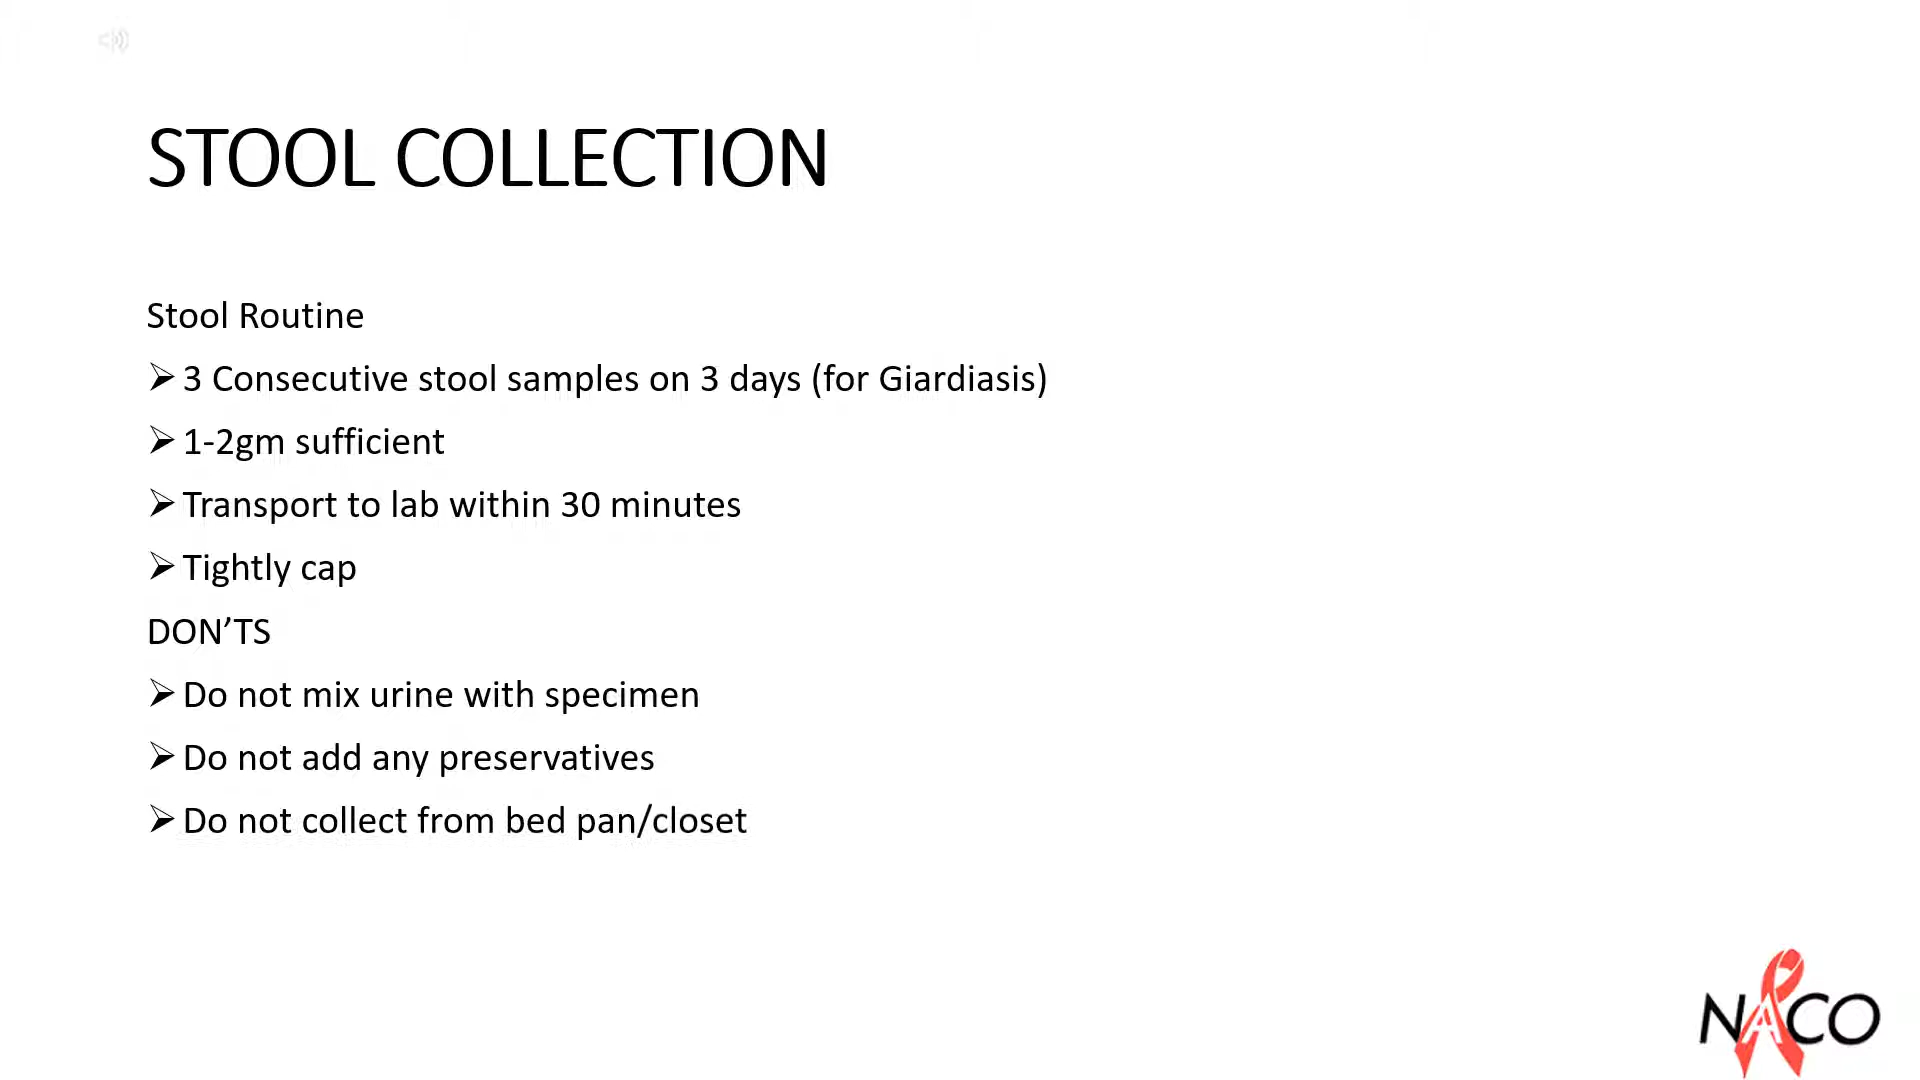 STOOL COLLECTION
Stool Routine
➢3 Consecutive stool samples on 3 days (for Giardiasis)
➢1-2gm sufficient
➢Transport to lab within 30 minutes
➢Tightly cap
DON’TS
➢Do not mix urine with specimen
➢Do not add any preservatives
➢Do not collect from bed pan/closet
NACO